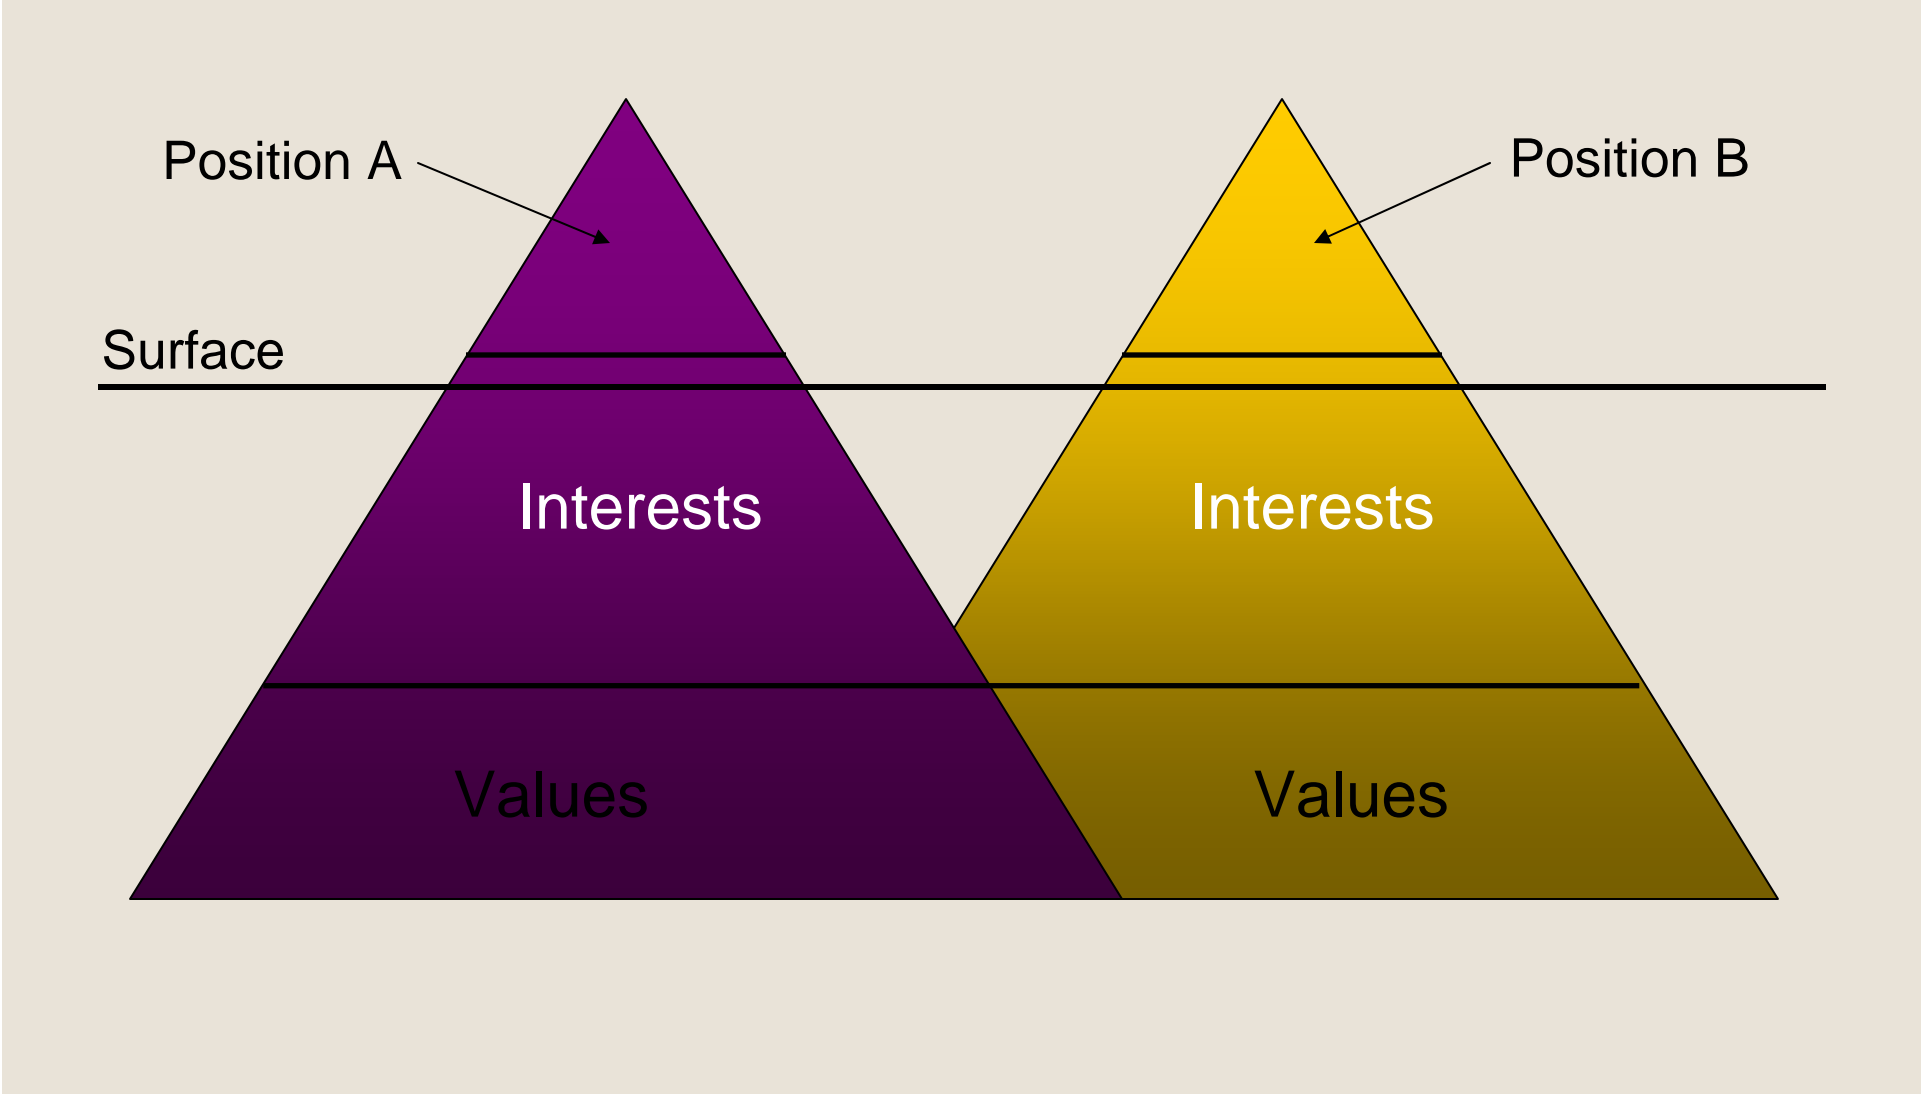 Position A
Position B
Surface
Interests
Interests
Values
Values